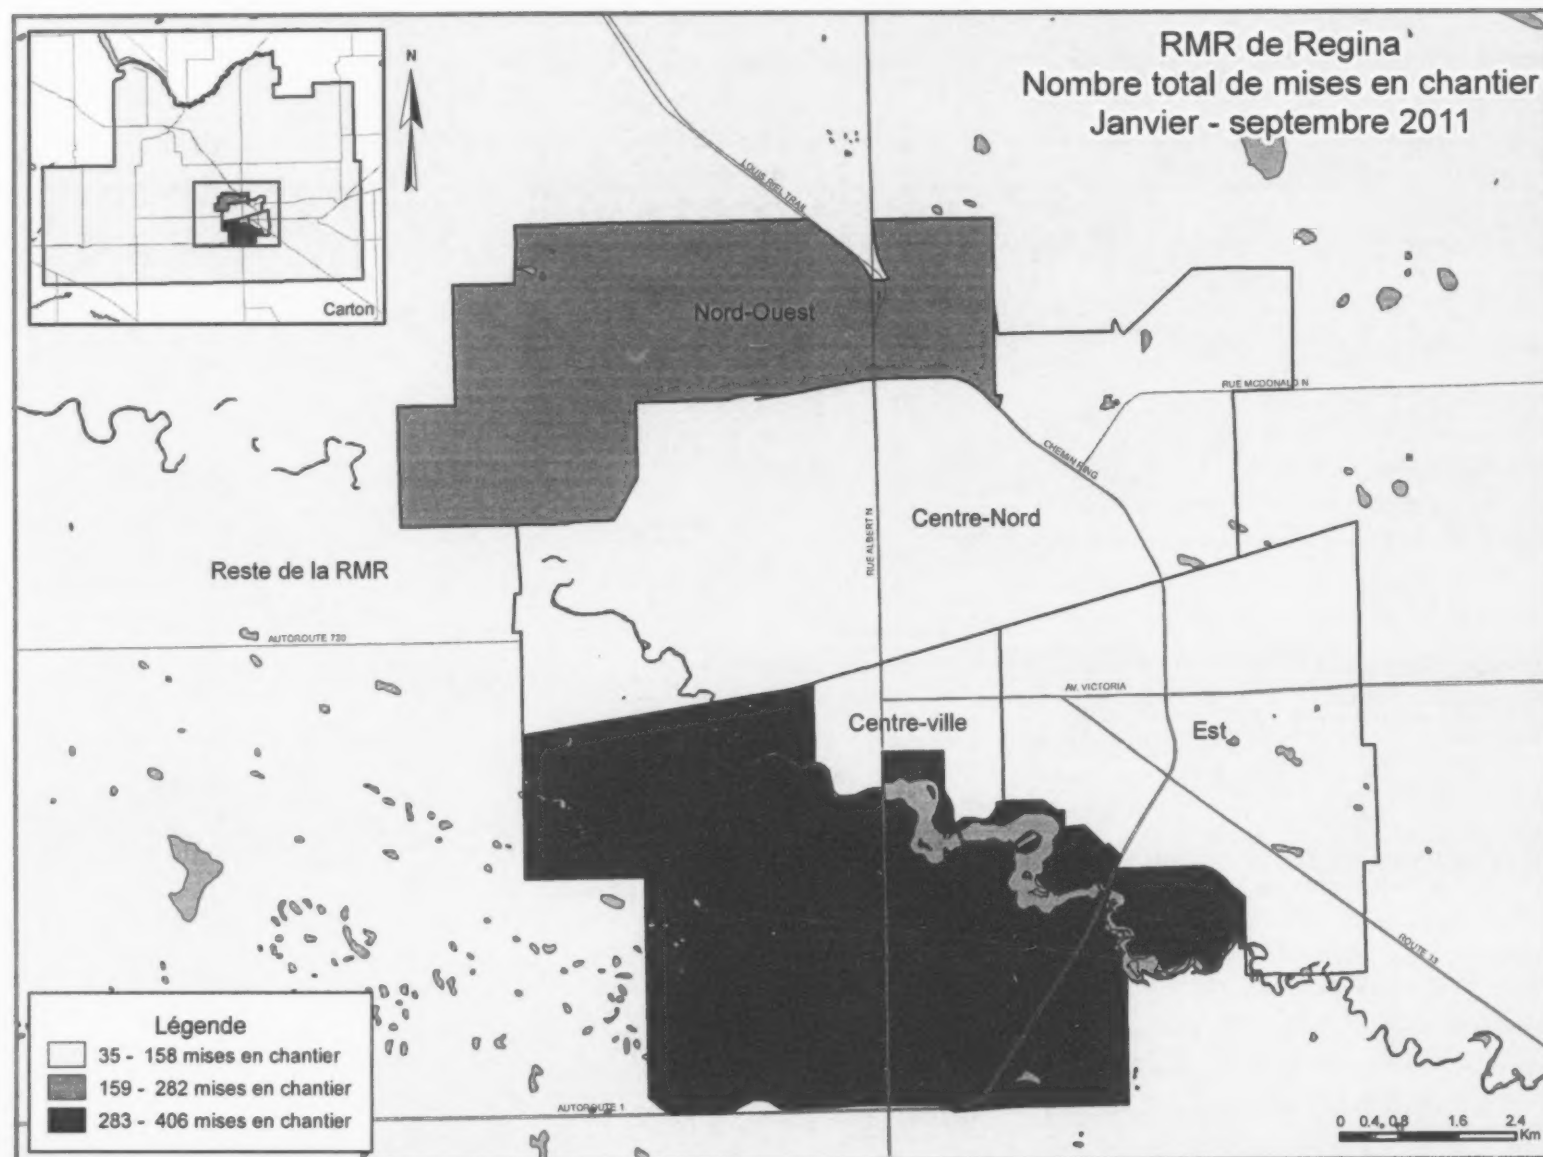 RMR de Regina
Nombre total de mises en chantier
Janvier - septembre 2011
N
Carton
LOUIS RIEL TRAIL
Nord-Ouest
RUE MCDONALD N
CHEMIN RING
Centre-Nord
RUE ALBERT N
Reste de la RMR
AUTOROUTE 730
AV. VICTORIA
Centre-ville
Est
ROUTE 33
Légende
35 - 158 mises en chantier
159 - 282 mises en chantier
283 - 406 mises en chantier
AUTOROUTE 1
0 0.4 0.8 1.6 2.4
Km